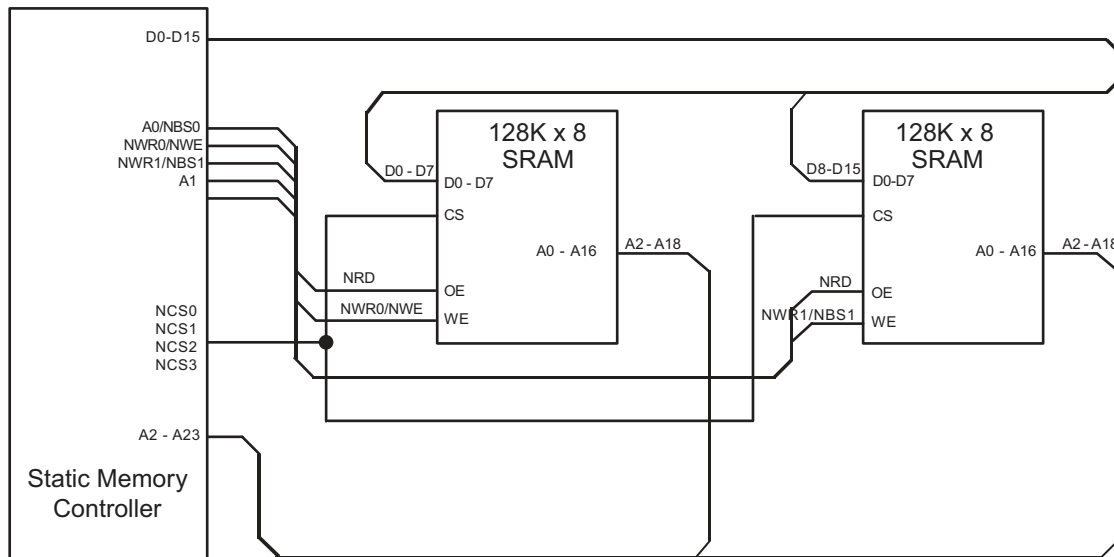 D0-D15
A0/NBS0
NWR0/NWE
NWR1/NBS1
A1
NCS0
NCS1
NCS2
NCS3
A2 - A23
Static Memory
Controller
128K x 8
SRAM
D0 - D7
D0 - D7
CS
A0 - A16
A2 - A18
NRD
OE
NWR0/NWE
WE
128K x 8
SRAM
D8-D15
D0-D7
CS
A0 - A16
A2 - A18
NRD
OE
NWR1/NBS1
WE